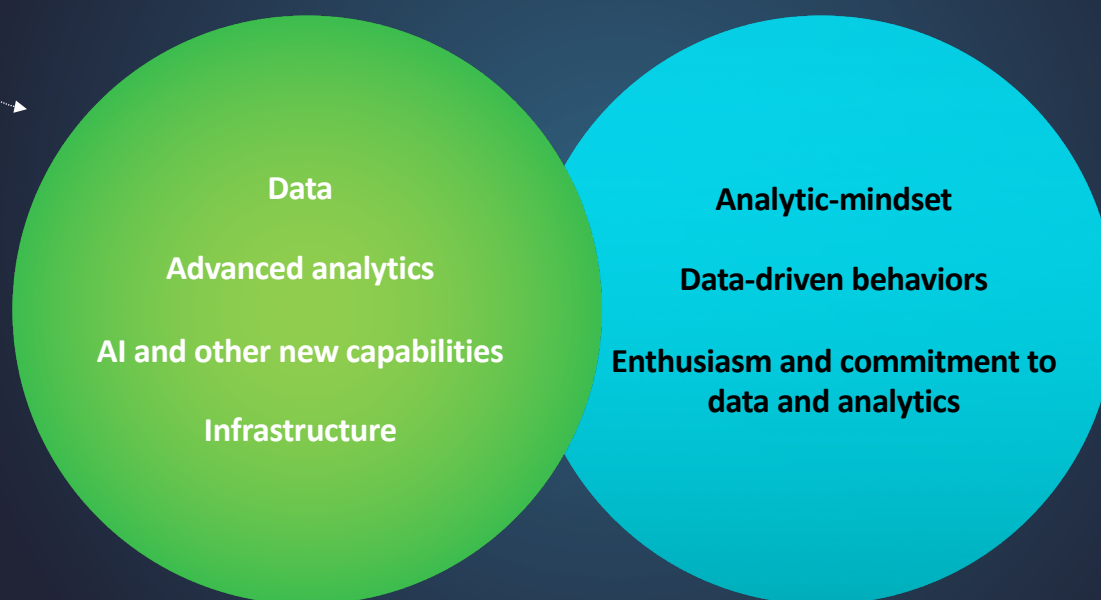 Data
Advanced analytics
AI and other new capabilities
Infrastructure
Analytic-mindset
Data-driven behaviors
Enthusiasm and commitment to
data and analytics